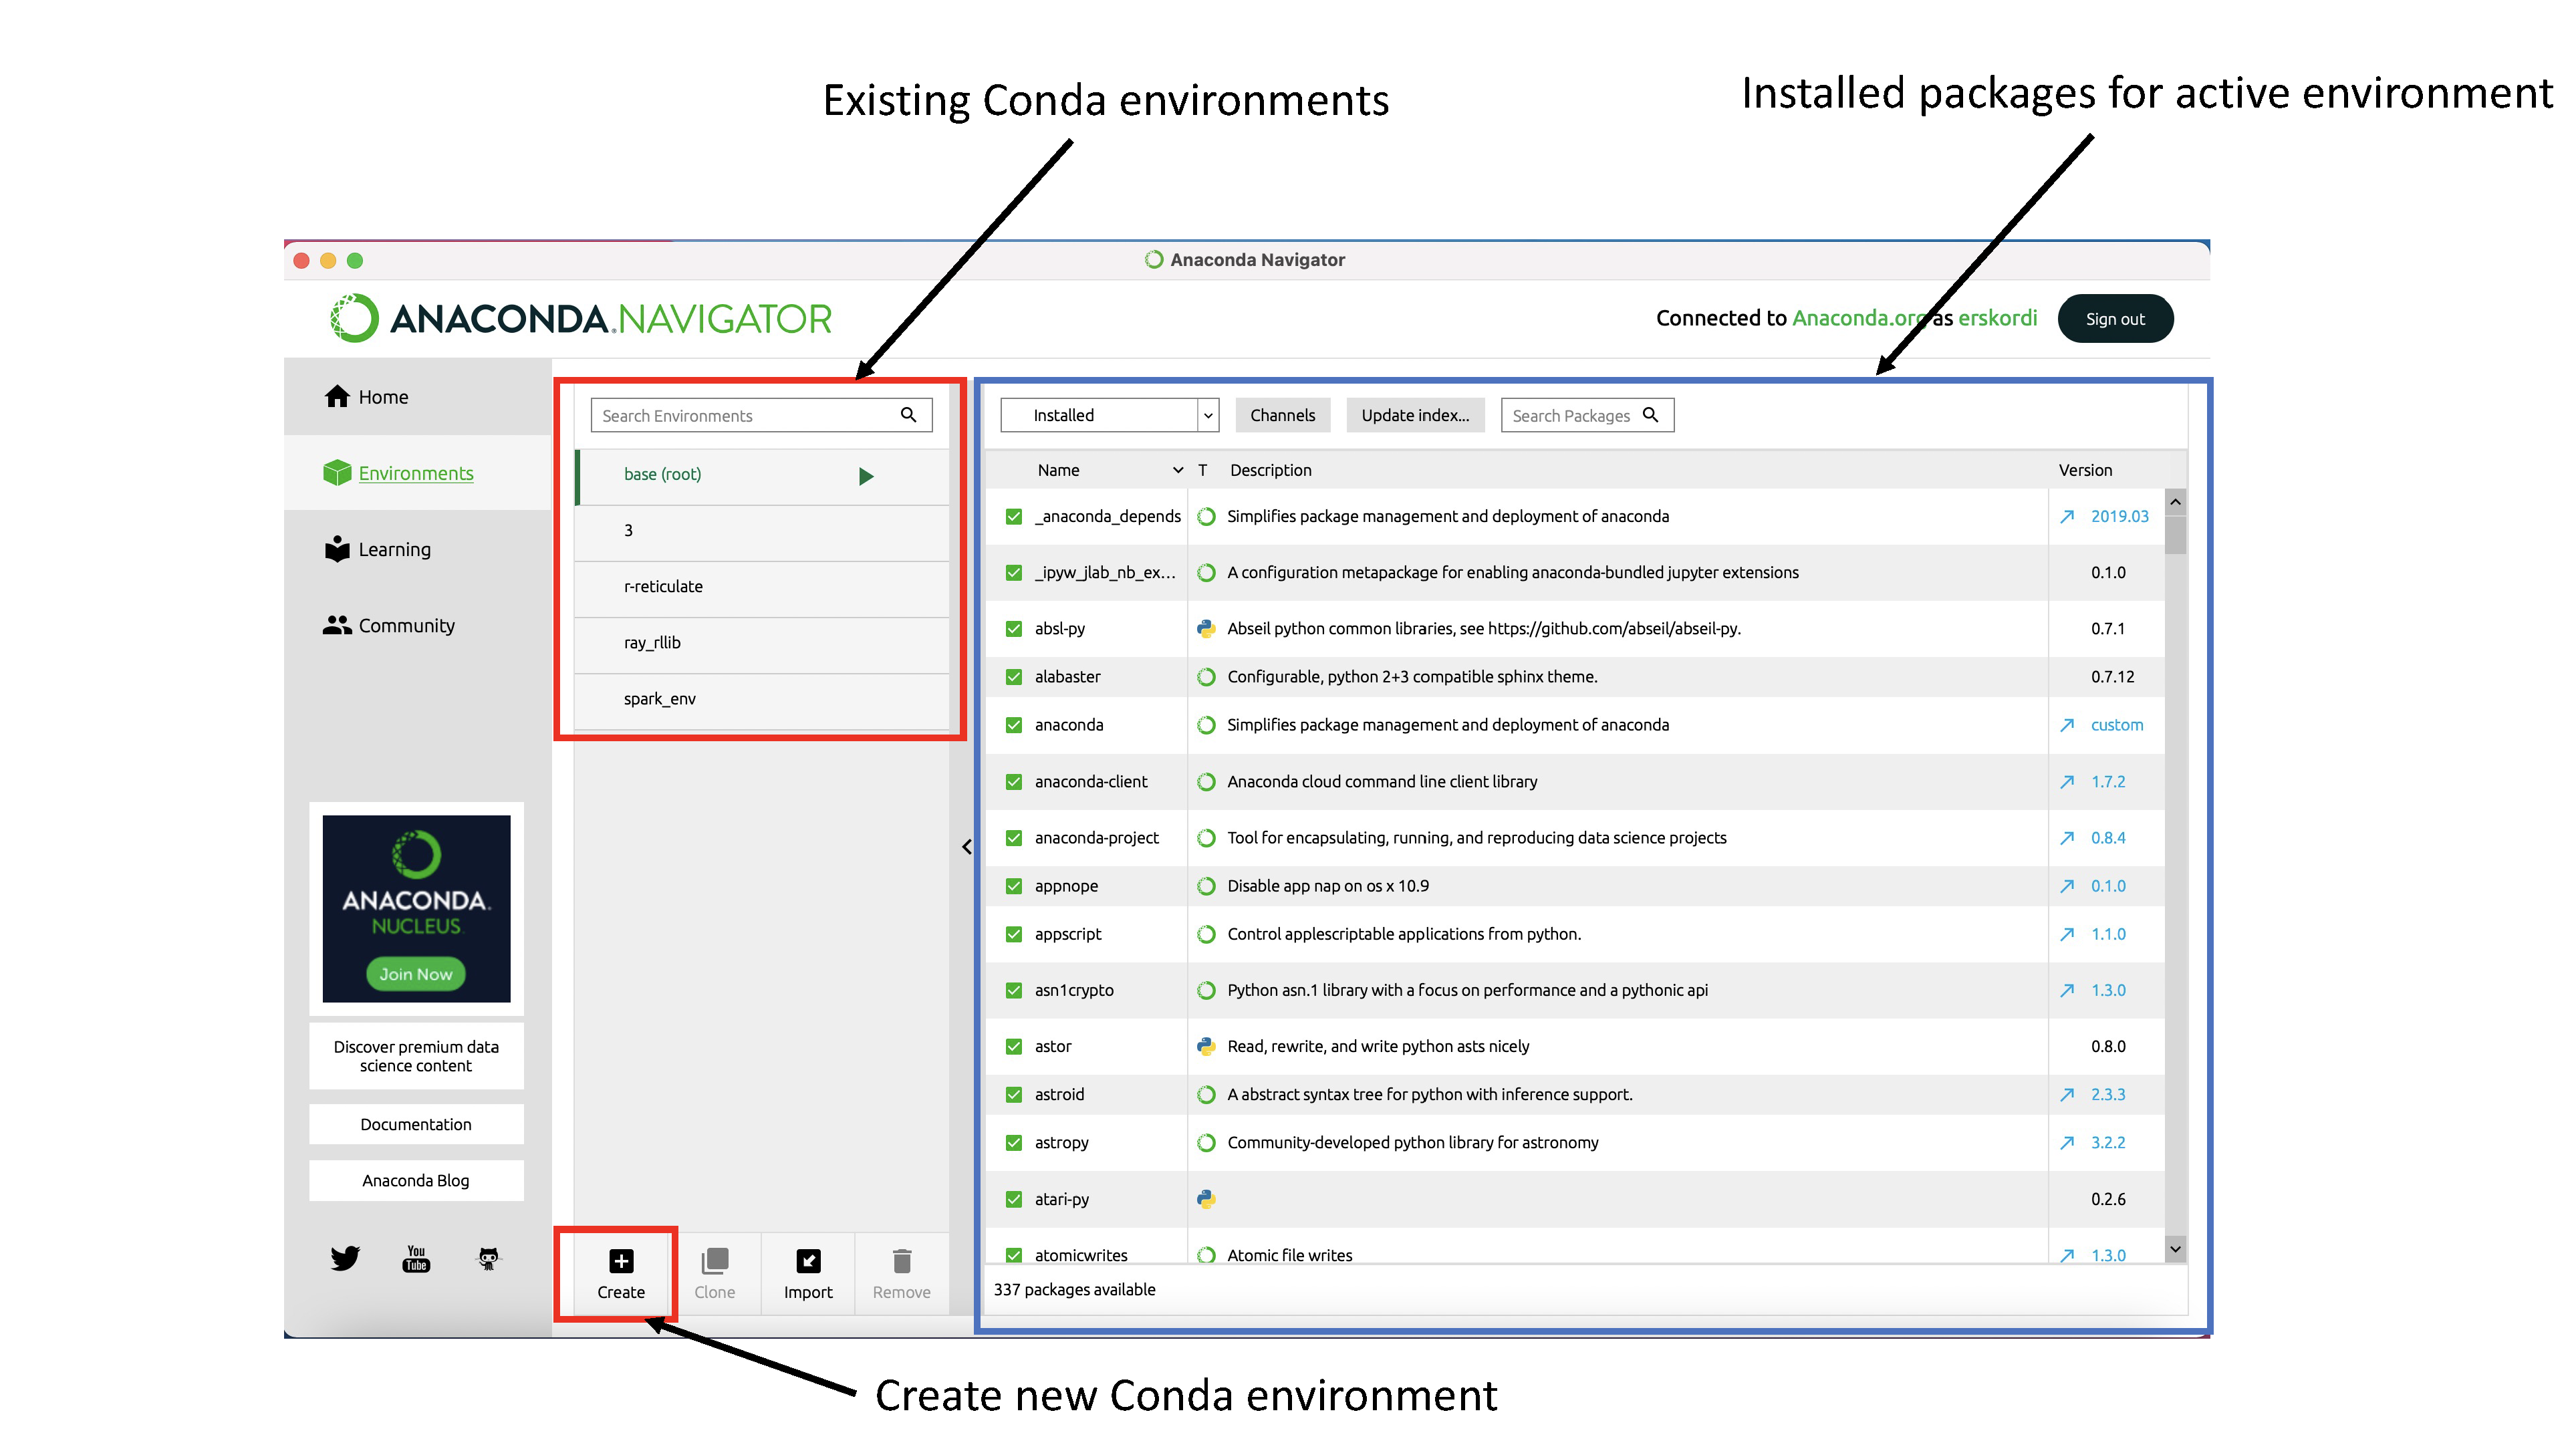 Existing Conda environments
Installed packages for active environment
Anaconda Navigator
ANACONDA.NAVIGATOR
Connected to Anaconda.org as erskordi
Sign out
Home
Environments
Learning
Community
ANACONDA.
NUCLEUS.
Join Now
Discover premium data
science content
Documentation
Anaconda Blog
You
Tube
Search Environments
base (root)
3
r-reticulate
ray_rllib
spark_env
Create
Clone
Import
Remove
Installed
Channels
Update index...
Search Packages
Name T Description Version
_anaconda_depends Simplifies package management and deployment of anaconda 2019.03
_ipyw_jlab_nb_ex... A configuration metapackage for enabling anaconda-bundled jupyter extensions 0.1.0
absl-py Abseil python common libraries, see https://github.com/abseil/abseil-py. 0.7.1
alabaster Configurable, python 2+3 compatible sphinx theme. 0.7.12
anaconda Simplifies package management and deployment of anaconda custom
anaconda-client Anaconda cloud command line client library 1.7.2
anaconda-project Tool for encapsulating, running, and reproducing data science projects 0.8.4
appnope Disable app nap on os x 10.9 0.1.0
appscript Control applescriptable applications from python. 1.1.0
asn1crypto Python asn.1 library with a focus on performance and a pythonic api 1.3.0
astor Read, rewrite, and write python asts nicely 0.8.0
astroid A abstract syntax tree for python with inference support. 2.3.3
astropy Community-developed python library for astronomy 3.2.2
atari-py 0.2.6
atomicwrites Atomic file writes 1.3.0
337 packages available
Create new Conda environment